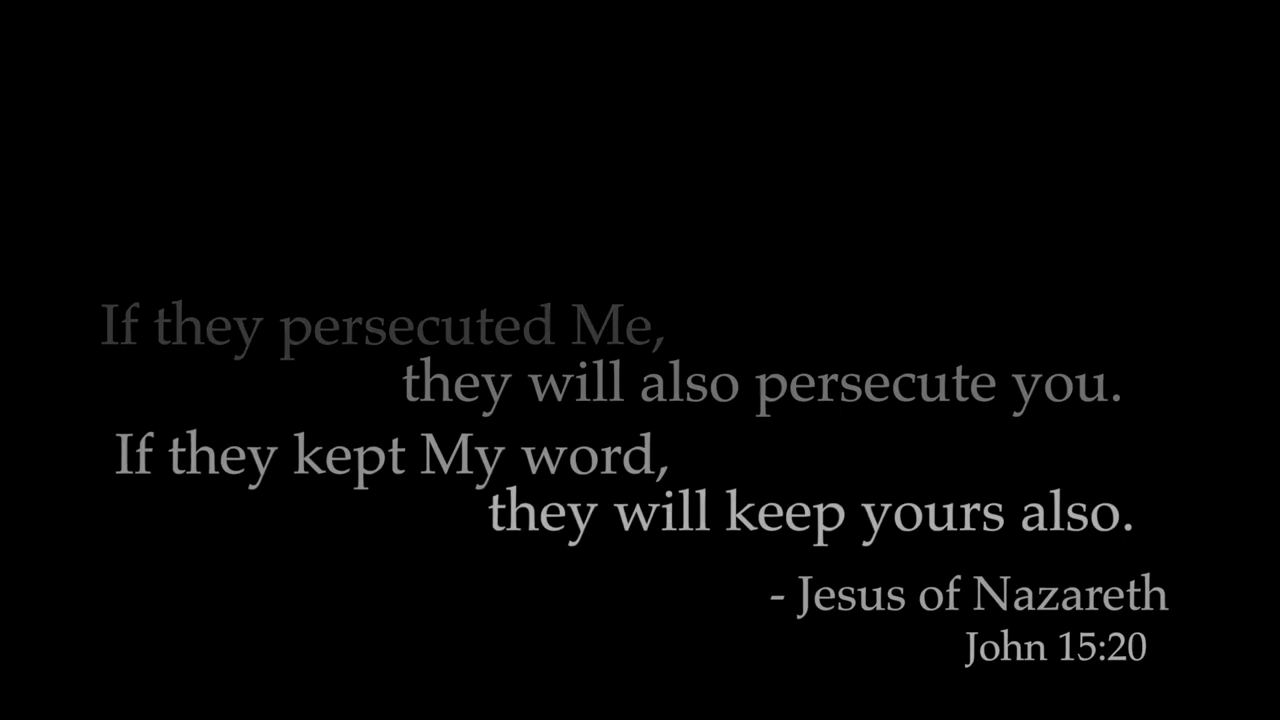 If they persecuted Me,
they will also persecute you.
If they kept My word,
they will keep yours also.
- Jesus of Nazareth
John 15:20